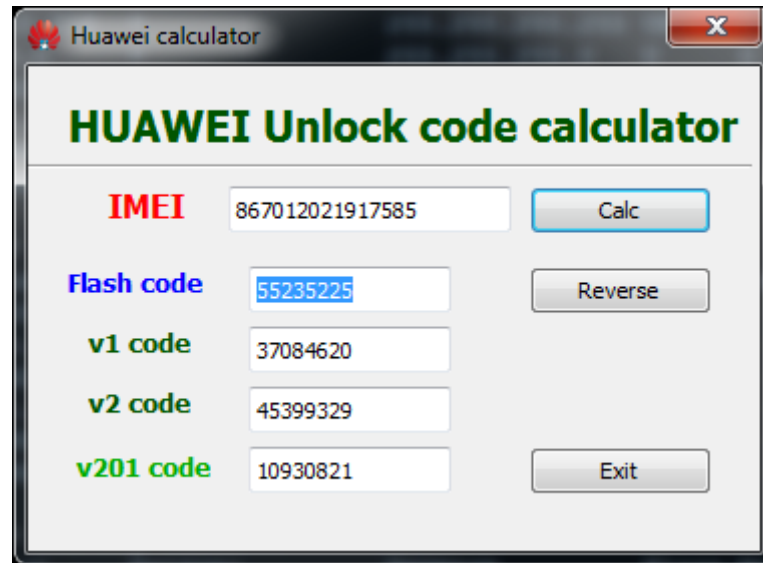 Huawei calculator
HUAWEI Unlock code calculator
IMEI 867012021917585 Calc
Flash code 55235225 Reverse
v1 code 37084620
v2 code 45399329
v201 code 10930821 Exit